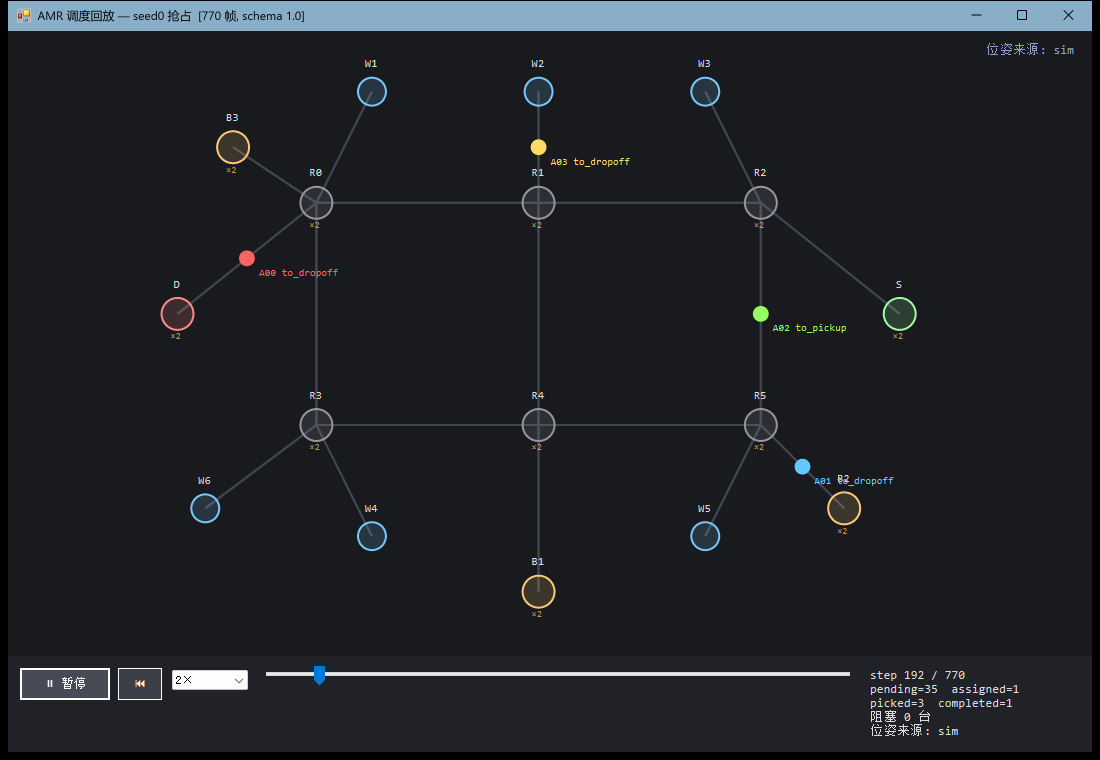 AMR 调度回放 — seed0 抢占 [770 帧, schema 1.0]
位姿来源: sim
W1
W2
W3
B3
×2
A03 to_dropoff
R0
R1
R2
×2
×2
×2
A00 to_dropoff
D
S
×2
A02 to_pickup
×2
R3
R4
R5
×2
×2
×2
W6
A01 to_dropoff
B2
W4
W5
×2
B1
×2
⏸ 暂停
⏮
2×
step 192 / 770
pending=35 assigned=1
picked=3 completed=1
阻塞 0 台
位姿来源: sim